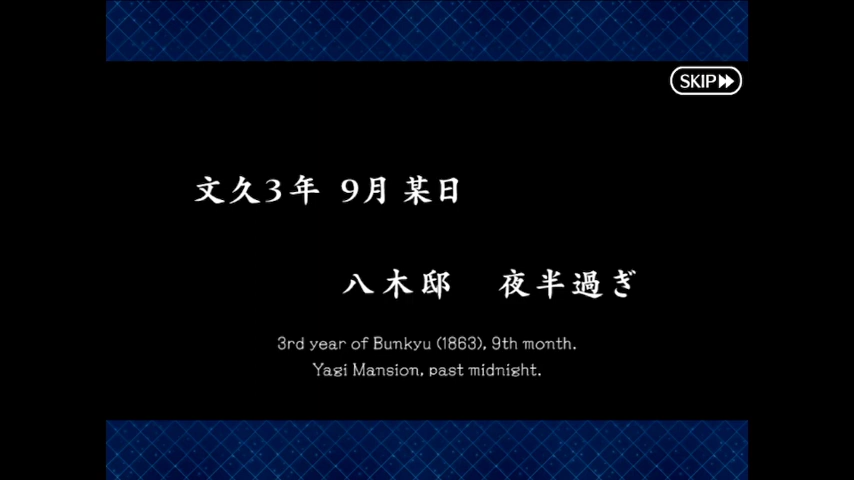 SKIP
文久3年 9月 某日
八木邸 夜半過ぎ
3rd year of Bunkyu (1863), 9th month.
Yagi Mansion, past midnight.